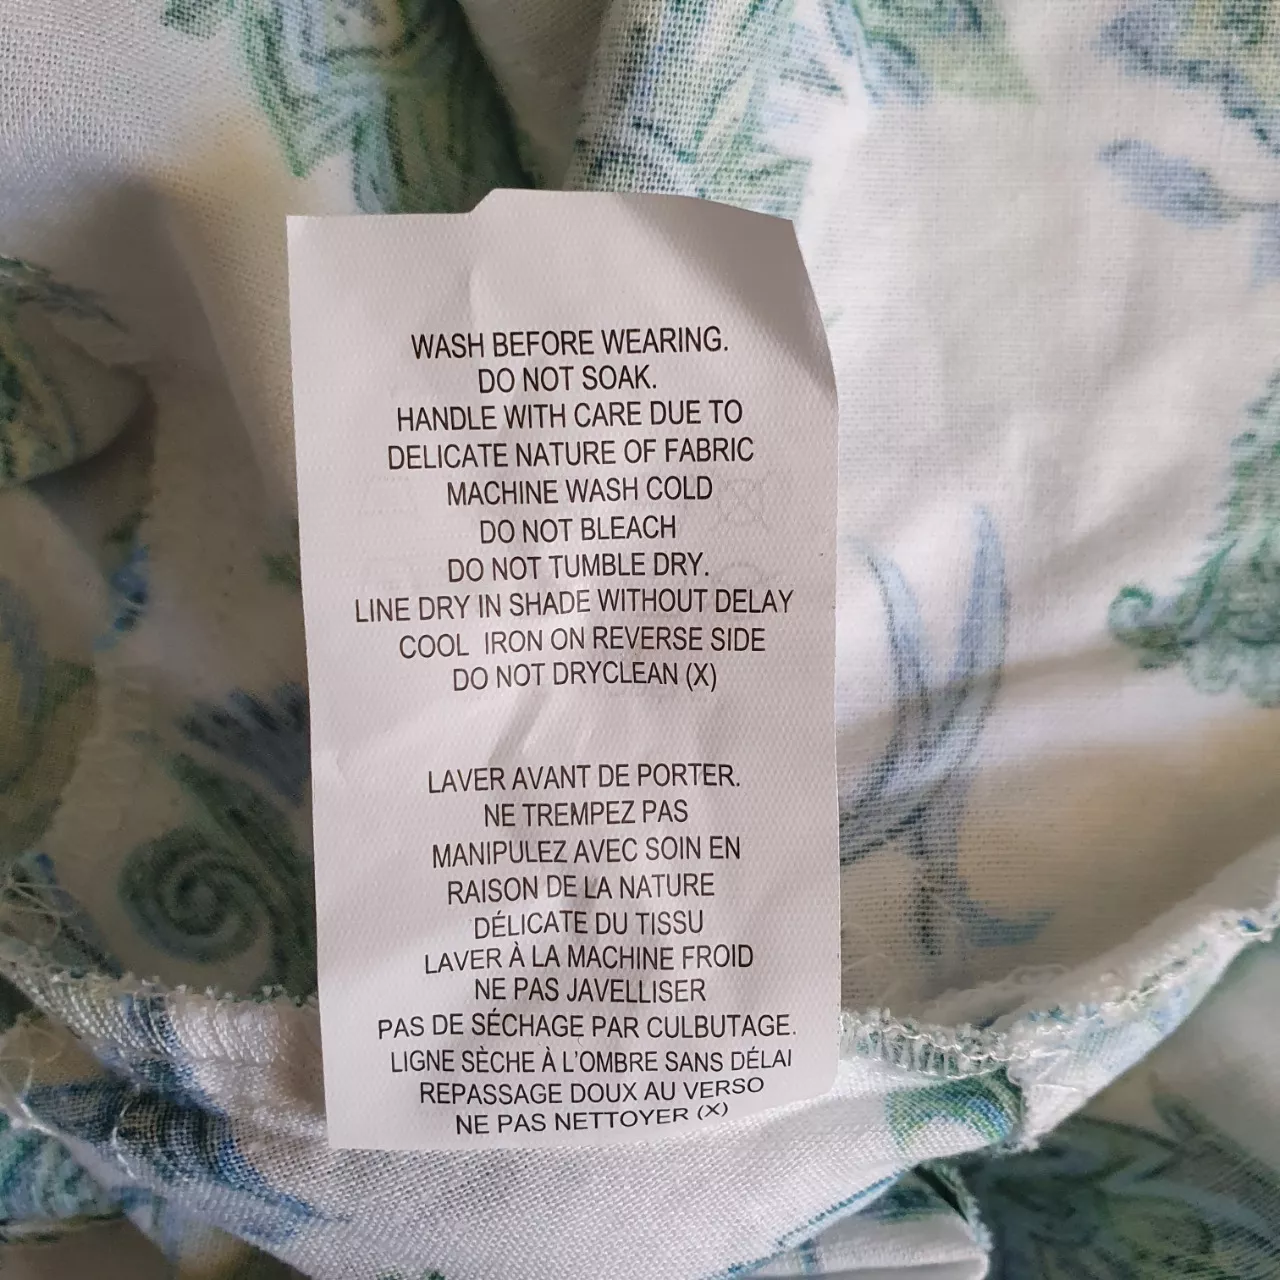 WASH BEFORE WEARING.
DO NOT SOAK.
HANDLE WITH CARE DUE TO
DELICATE NATURE OF FABRIC
MACHINE WASH COLD
DO NOT BLEACH
DO NOT TUMBLE DRY.
LINE DRY IN SHADE WITHOUT DELAY
COOL  IRON ON REVERSE SIDE
DO NOT DRYCLEAN (X)
LAVER AVANT DE PORTER.
NE TREMPEZ PAS
MANIPULEZ AVEC SOIN EN
RAISON DE LA NATURE
DÉLICATE DU TISSU
LAVER À LA MACHINE FROID
NE PAS JAVELLISER
PAS DE SÉCHAGE PAR CULBUTAGE.
LIGNE SÈCHE À L'OMBRE SANS DÉLAI
REPASSAGE DOUX AU VERSO
NE PAS NETTOYER (X)